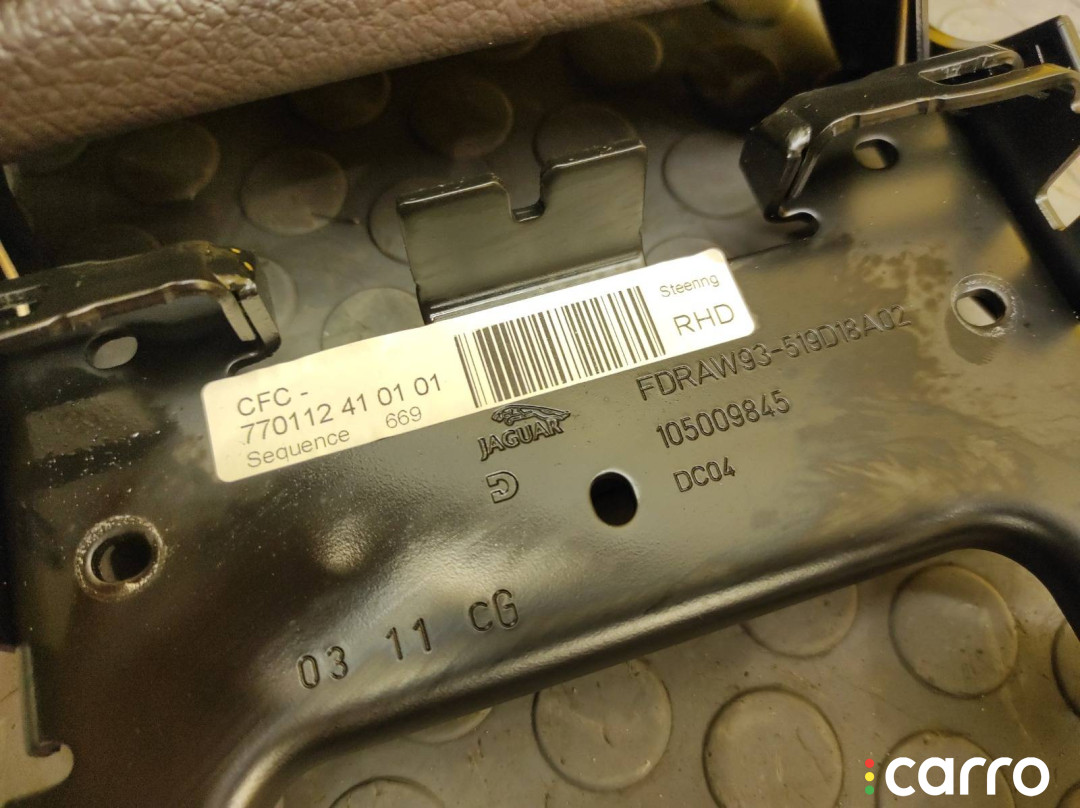 CFC -
770112 41 01 01
Sequence 669
Steering
RHD
JAGUAR
FDRAW93-519D18A02
105009845
DC04
03 11 CG
carro